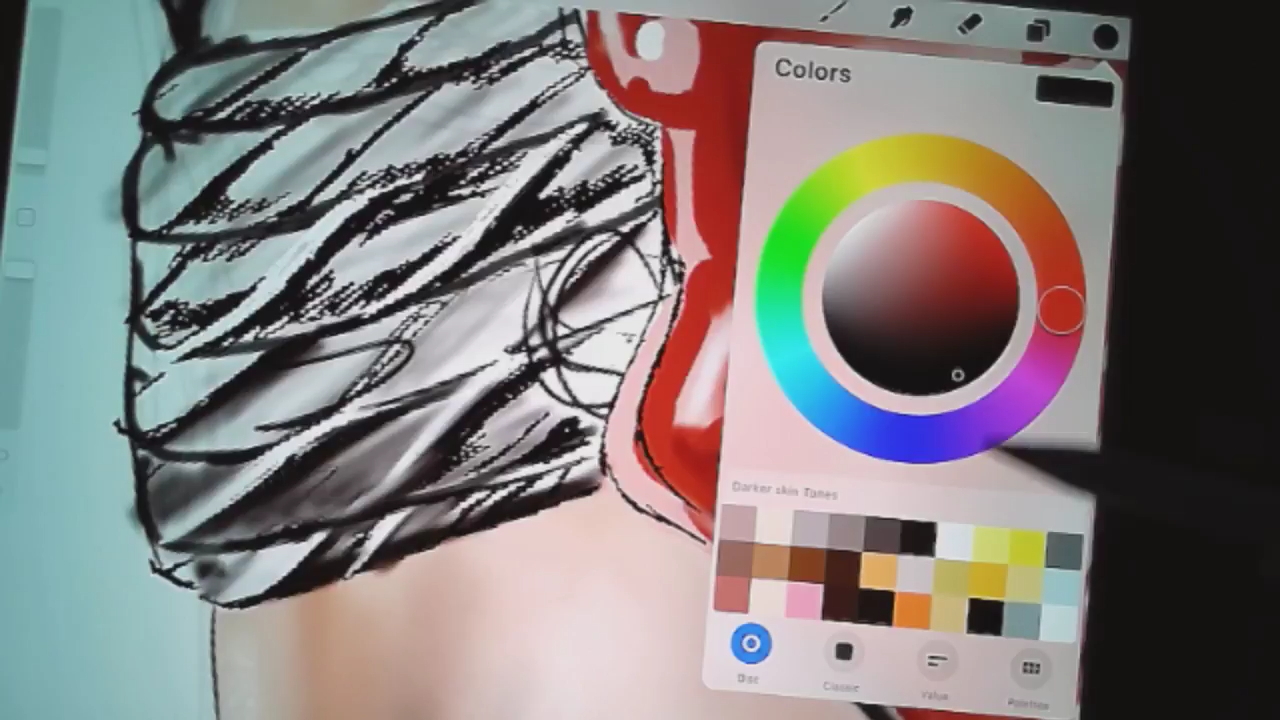 Colors
Darker skin Tones
Disc
Classic
Value
Palettes